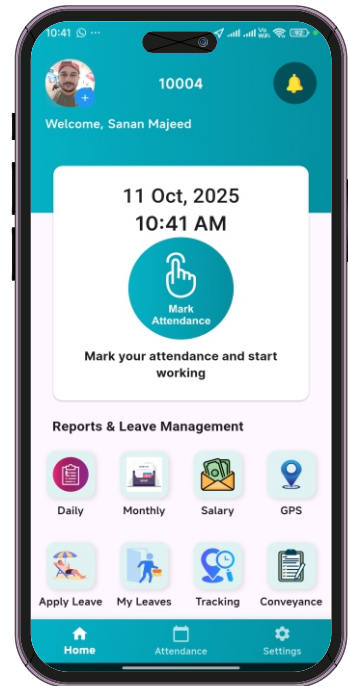 10:41
92
10004
Welcome, Sanan Majeed
11 Oct, 2025
10:41 AM
Mark
Attendance
Mark your attendance and start
working
Reports & Leave Management
Daily Monthly Salary GPS
Apply Leave My Leaves Tracking Conveyance
Home Attendance Settings